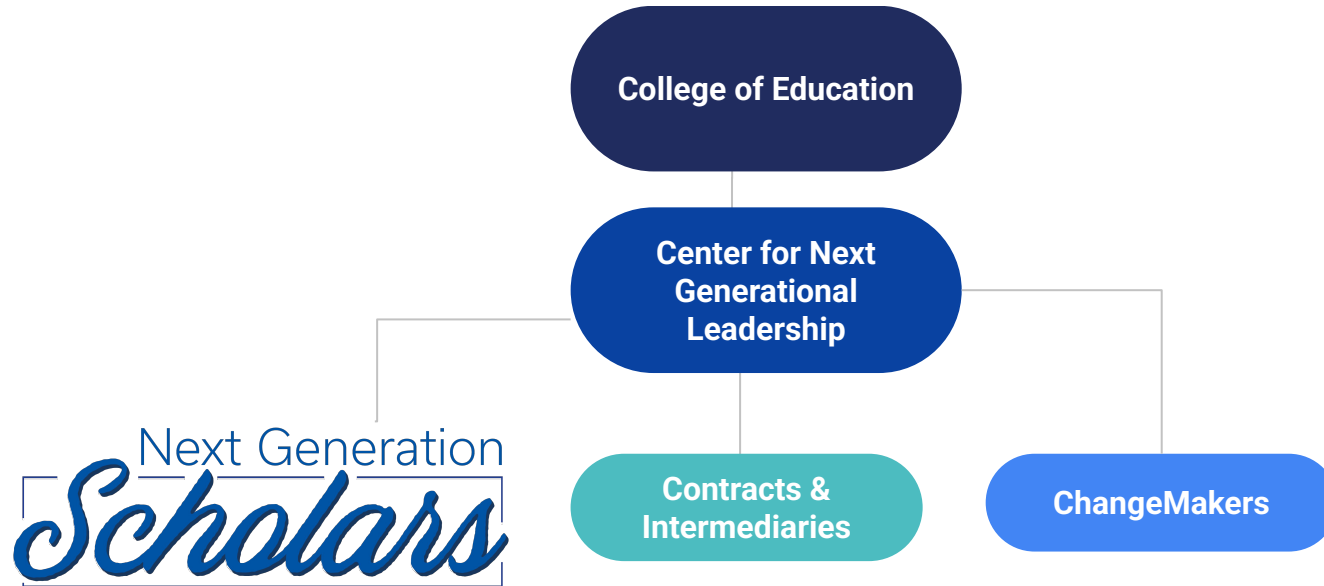 College of Education
Center for Next
Generational
Leadership
Next Generation
Scholars
Contracts &
Intermediaries
ChangeMakers